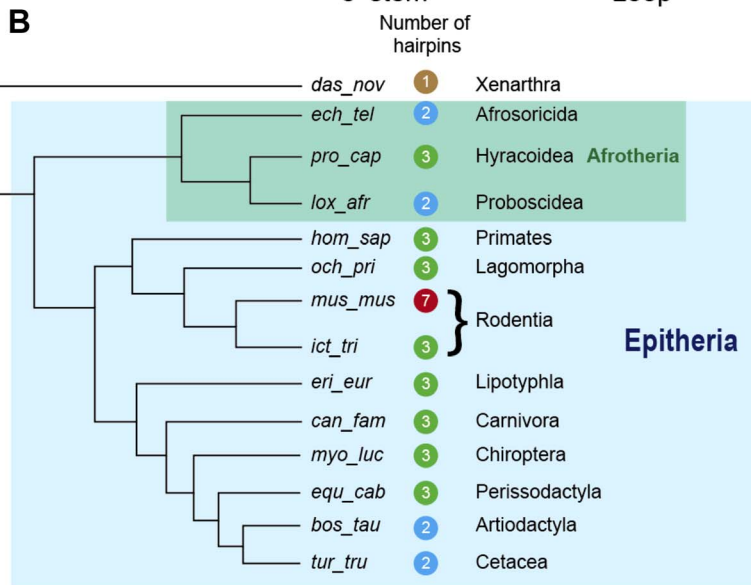 B
Number of
hairpins
das_nov 1 Xenarthra
ech_tel 2 Afrosoricida
pro_cap 3 Hyracoidea Afrotheria
lox_afr 2 Proboscidea
hom_sap 3 Primates
och_pri 3 Lagomorpha
mus_mus 7
} Rodentia
ict_tri 3
Epitheria
eri_eur 3 Lipotyphla
can_fam 3 Carnivora
myo_luc 3 Chiroptera
equ_cab 3 Perissodactyla
bos_tau 2 Artiodactyla
tur_tru 2 Cetacea